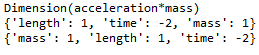 Dimension(acceleration*mass)
{'length': 1, 'time': -2, 'mass': 1}
{'mass': 1, 'length': 1, 'time': -2}